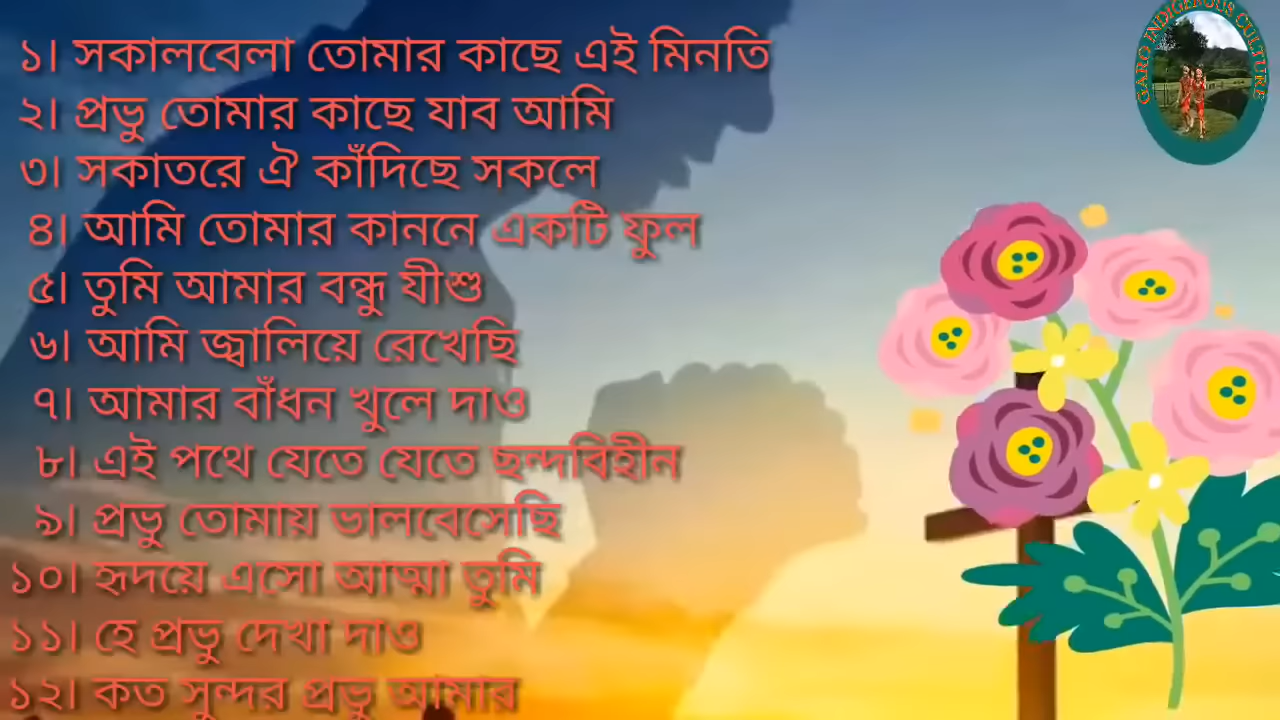 ১। সকালবেলা তোমার কাছে এই মিনতি
২। প্রভু তোমার কাছে যাব আমি
৩। সকাতরে ঐ কাঁদিছে সকলে
৪। আমি তোমার কাননে একটি ফুল
৫। তুমি আমার বন্ধু যীশু
৬। আমি জ্বালিয়ে রেখেছি
৭। আমার বাঁধন খুলে দাও
৮। এই পথে যেতে যেতে ছন্দবিহীন
৯। প্রভু তোমায় ভালবেসেছি
১০। হৃদয়ে এসো আত্মা তুমি
১১। হে প্রভু দেখা দাও
১২। কত সুন্দর প্রভু আমার
GARO INDIGEROUS CULTURE